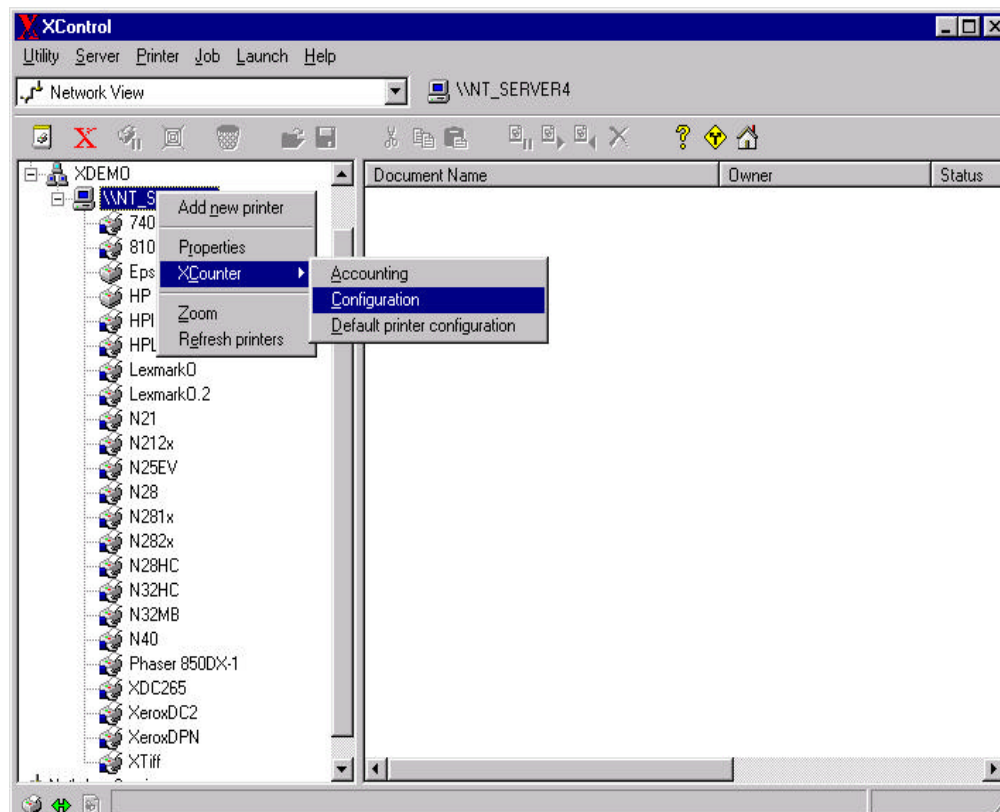 XControl
Utility Server Printer Job Launch Help
Network View \\NT_SERVER4
XDEMO Document Name Owner Status
\\NT_S
Add new printer
740
810 Properties
Eps XCounter Accounting
HP Configuration
HPI Zoom Default printer configuration
HPL Refresh printers
Lexmark0
Lexmark0.2
N21
N212x
N25EV
N28
N281x
N282x
N28HC
N32HC
N32MB
N40
Phaser 850DX-1
XDC265
XeroxDC2
XeroxDPN
XTiff